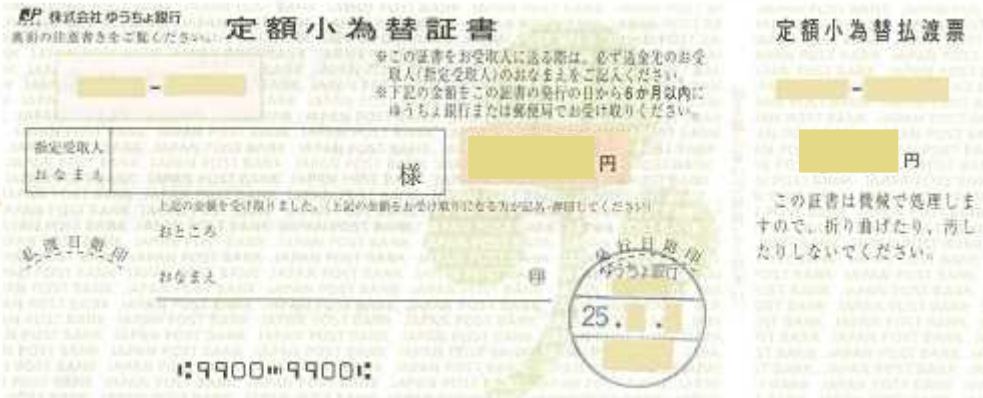 JP 株式会社 ゆうちょ銀行
裏面の注意書きをご覧ください。
定額小為替証書
※この証書をお受取人に送る際は、必ず送金先のお受
取人(指定受取人)のおなまえをご記入ください。
※下記の金額をこの証書の発行の日から6か月以内に
ゆうちょ銀行または郵便局でお受け取りください。
-
指定受取人
おなまえ
様
円
上記の金額を受け取りました。(上記の金額をお受け取りになる方が記名・押印してください)
おところ
払渡日附印
おなまえ
印
発行日附印
ゆうちょ銀行
25. .
⑆9900⑉9900⑆
定額小為替払渡票
-
円
この証書は機械で処理しま
すので、折り曲げたり、汚し
たりしないでください。